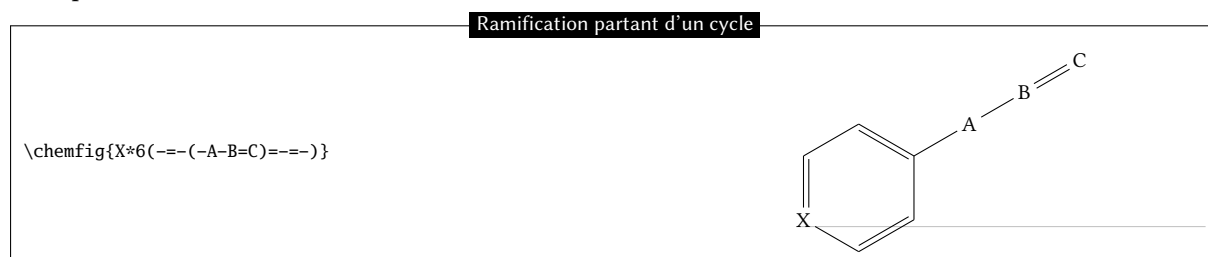 Ramification partant d'un cycle
\chemfig{X*6(-=-(-A-B=C)=-=-)}
C
B
A
X